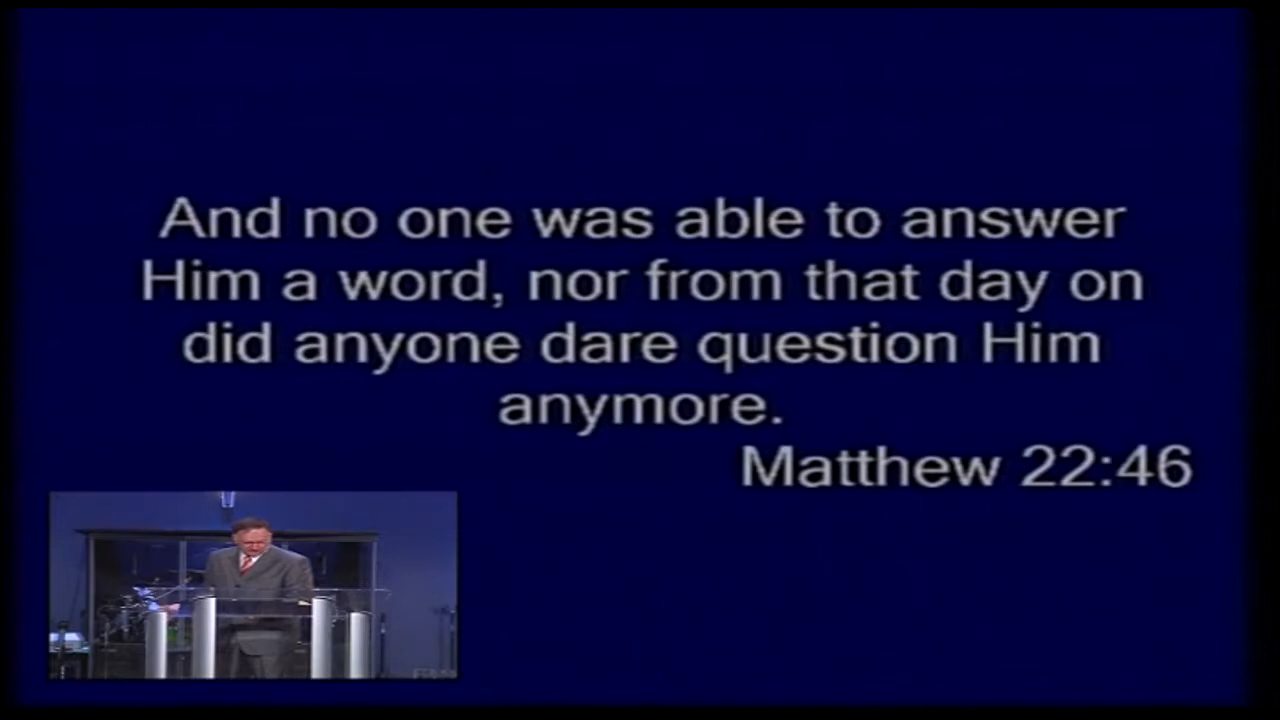 And no one was able to answer
Him a word, nor from that day on
did anyone dare question Him
anymore.
Matthew 22:46